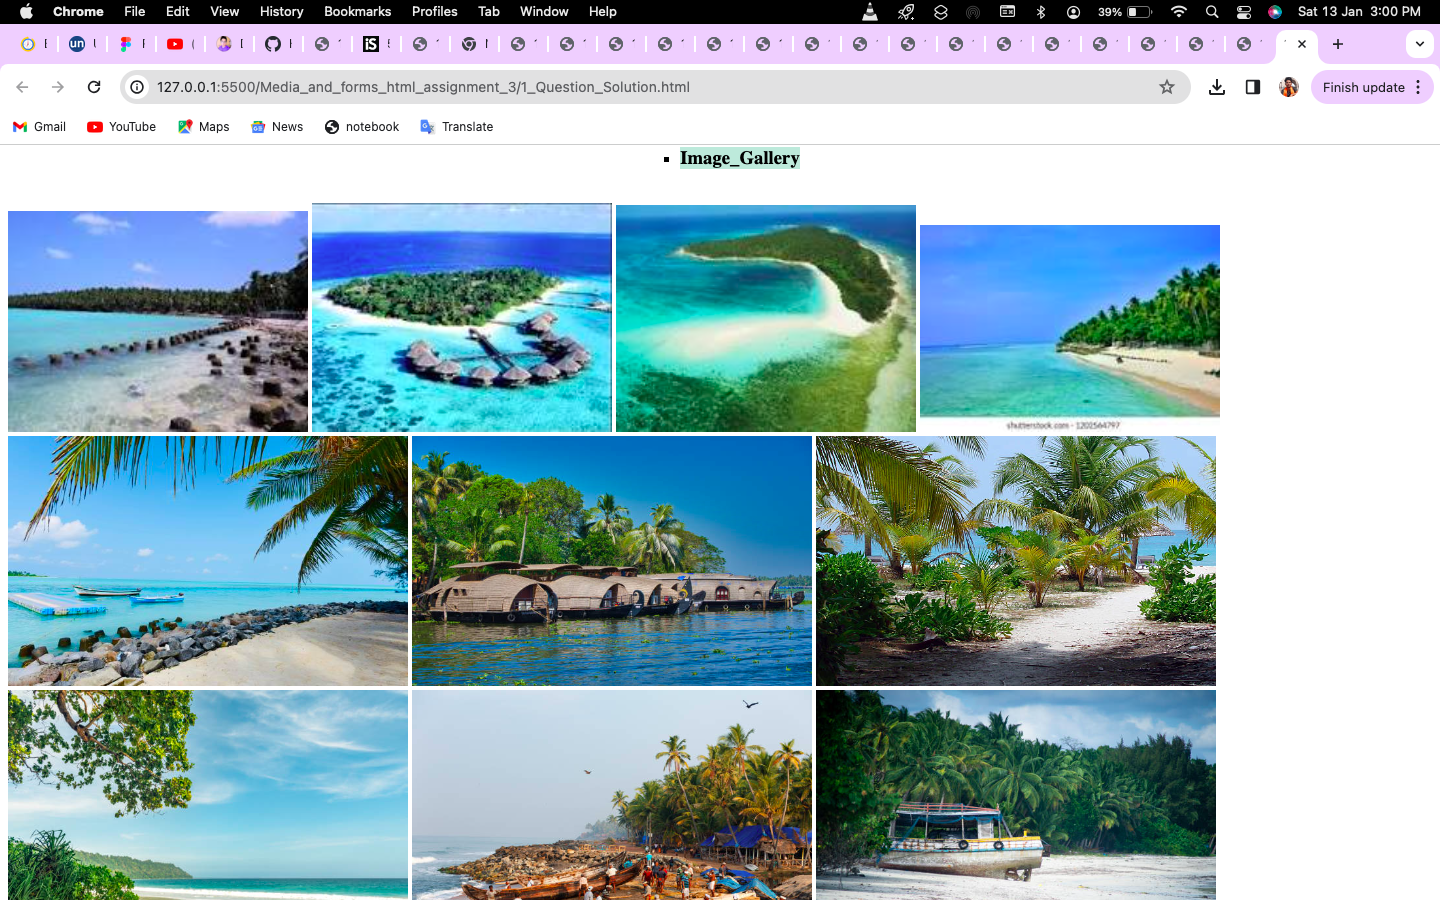 Chrome File Edit View History Bookmarks Profiles Tab Window Help 39% Sat 13 Jan 3:00 PM
127.0.0.1:5500/Media_and_forms_html_assignment_3/1_Question_Solution.html Finish update
Gmail YouTube Maps News notebook Translate
Image_Gallery
shutterstock.com · 1202564797